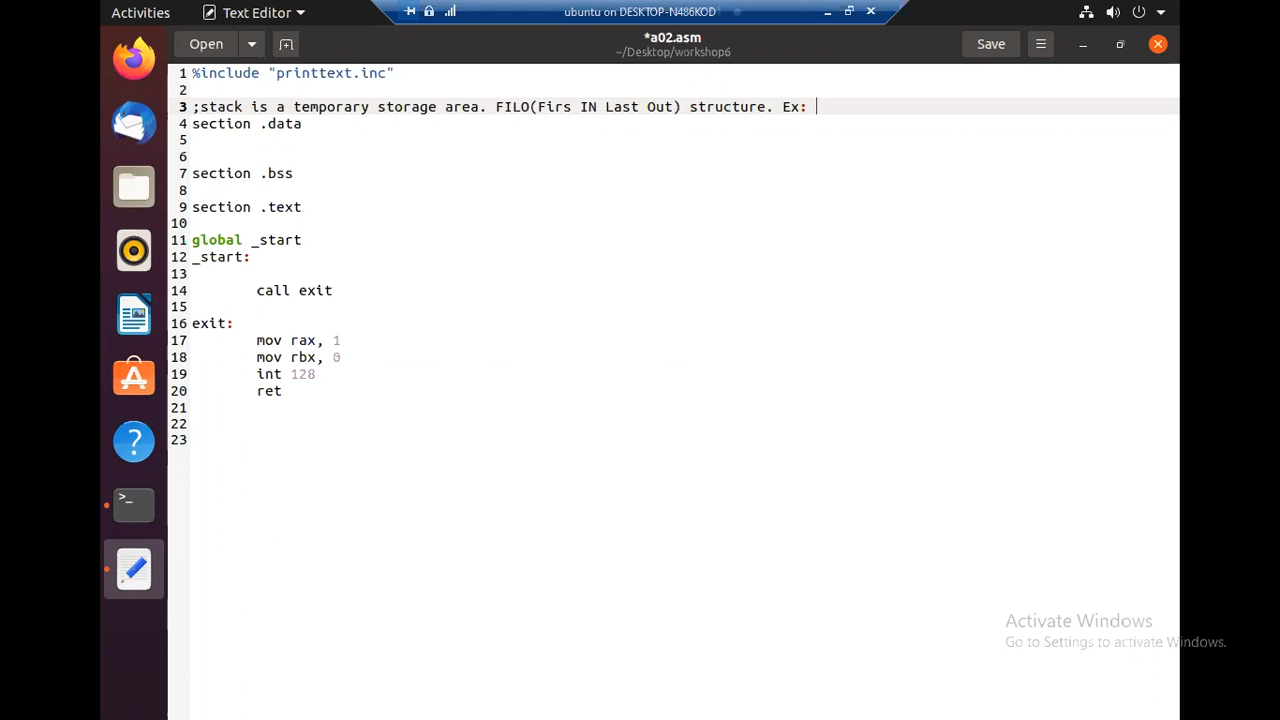 Activities
Text Editor
ubuntu on DESKTOP-N486KOD
Open
*a02.asm
~/Desktop/workshop6
Save
1 %include "printtext.inc"
2
3 ;stack is a temporary storage area. FILO(Firs IN Last Out) structure. Ex:
4 section .data
5
6
7 section .bss
8
9 section .text
10
11 global _start
12 _start:
13
14 call exit
15
16 exit:
17 mov rax, 1
18 mov rbx, 0
19 int 128
20 ret
21
22
23
Activate Windows
Go to Settings to activate Windows.